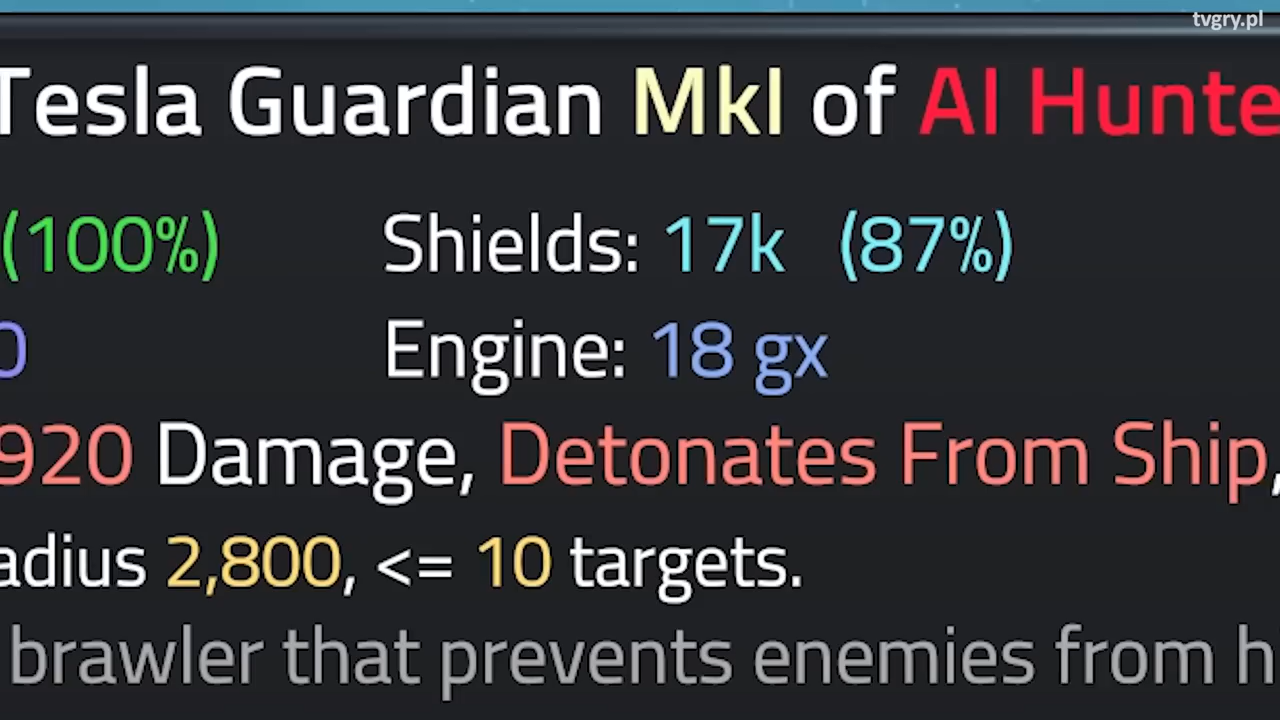 tvgry.pl
Tesla Guardian MkI of AI Hunte
(100%) Shields: 17k (87%)
0 Engine: 18 gx
920 Damage, Detonates From Ship,
adius 2,800, <= 10 targets.
brawler that prevents enemies from h